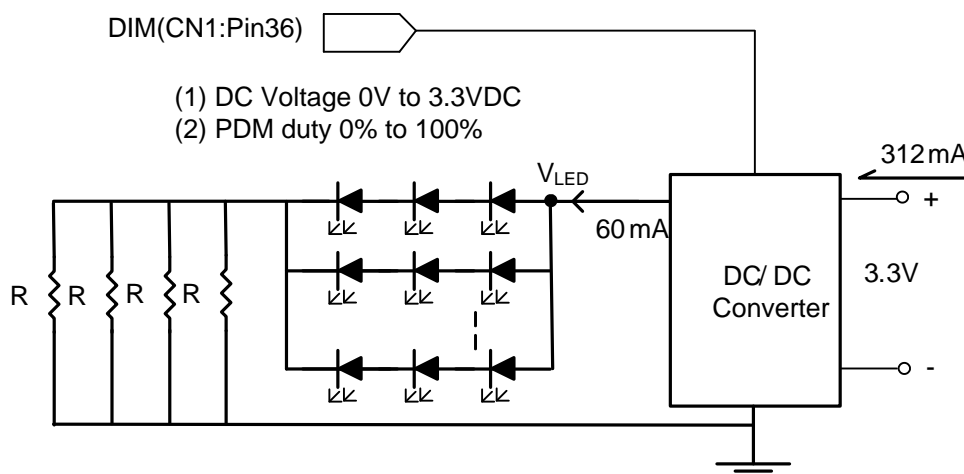 DIM(CN1:Pin36)
(1) DC Voltage 0V to 3.3VDC
(2) PDM duty 0% to 100%
312mA
VLED
60mA
+
DC/ DC
Converter
3.3V
R R R R
-